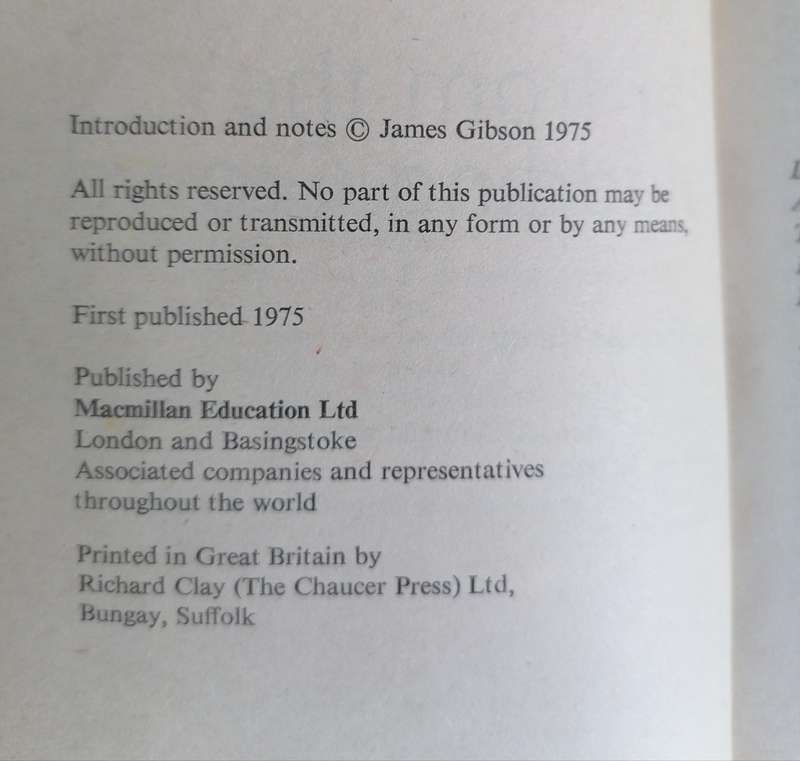 Introduction and notes © James Gibson 1975
All rights reserved. No part of this publication may be
reproduced or transmitted, in any form or by any means,
without permission.
First published 1975
Published by
Macmillan Education Ltd
London and Basingstoke
Associated companies and representatives
throughout the world
Printed in Great Britain by
Richard Clay (The Chaucer Press) Ltd,
Bungay, Suffolk